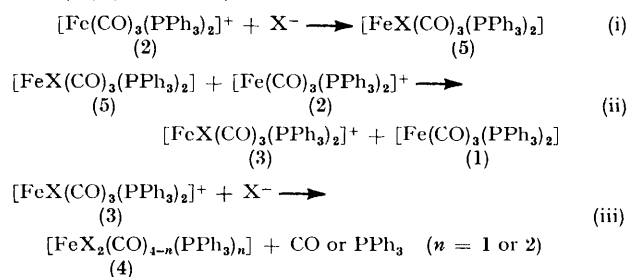 [Fe(CO)₃(PPh₃)₂]⁺ + X⁻ ⟶ [FeX(CO)₃(PPh₃)₂] (i)
(2) (5)
[FeX(CO)₃(PPh₃)₂] + [Fe(CO)₃(PPh₃)₂]⁺ ⟶
(5) (2) (ii)
[FeX(CO)₃(PPh₃)₂]⁺ + [Fe(CO)₃(PPh₃)₂]
(3) (1)
[FeX(CO)₃(PPh₃)₂]⁺ + X⁻ ⟶
(3) (iii)
[FeX₂(CO)₄₋ₙ(PPh₃)ₙ] + CO or PPh₃ (n = 1 or 2)
(4)